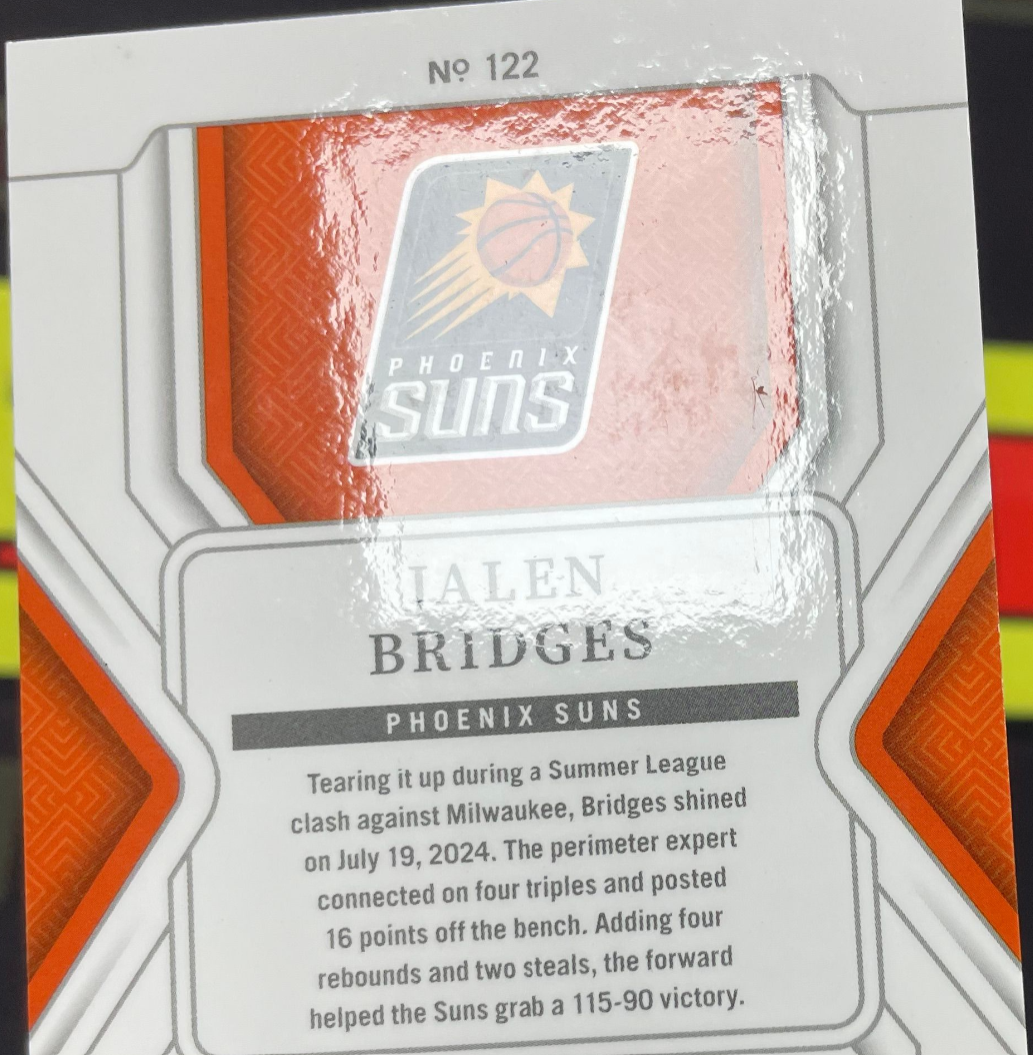 Nº 122
PHOENIX
SUNS
JALEN
BRIDGES
PHOENIX SUNS
Tearing it up during a Summer League
clash against Milwaukee, Bridges shined
on July 19, 2024. The perimeter expert
connected on four triples and posted
16 points off the bench. Adding four
rebounds and two steals, the forward
helped the Suns grab a 115-90 victory.